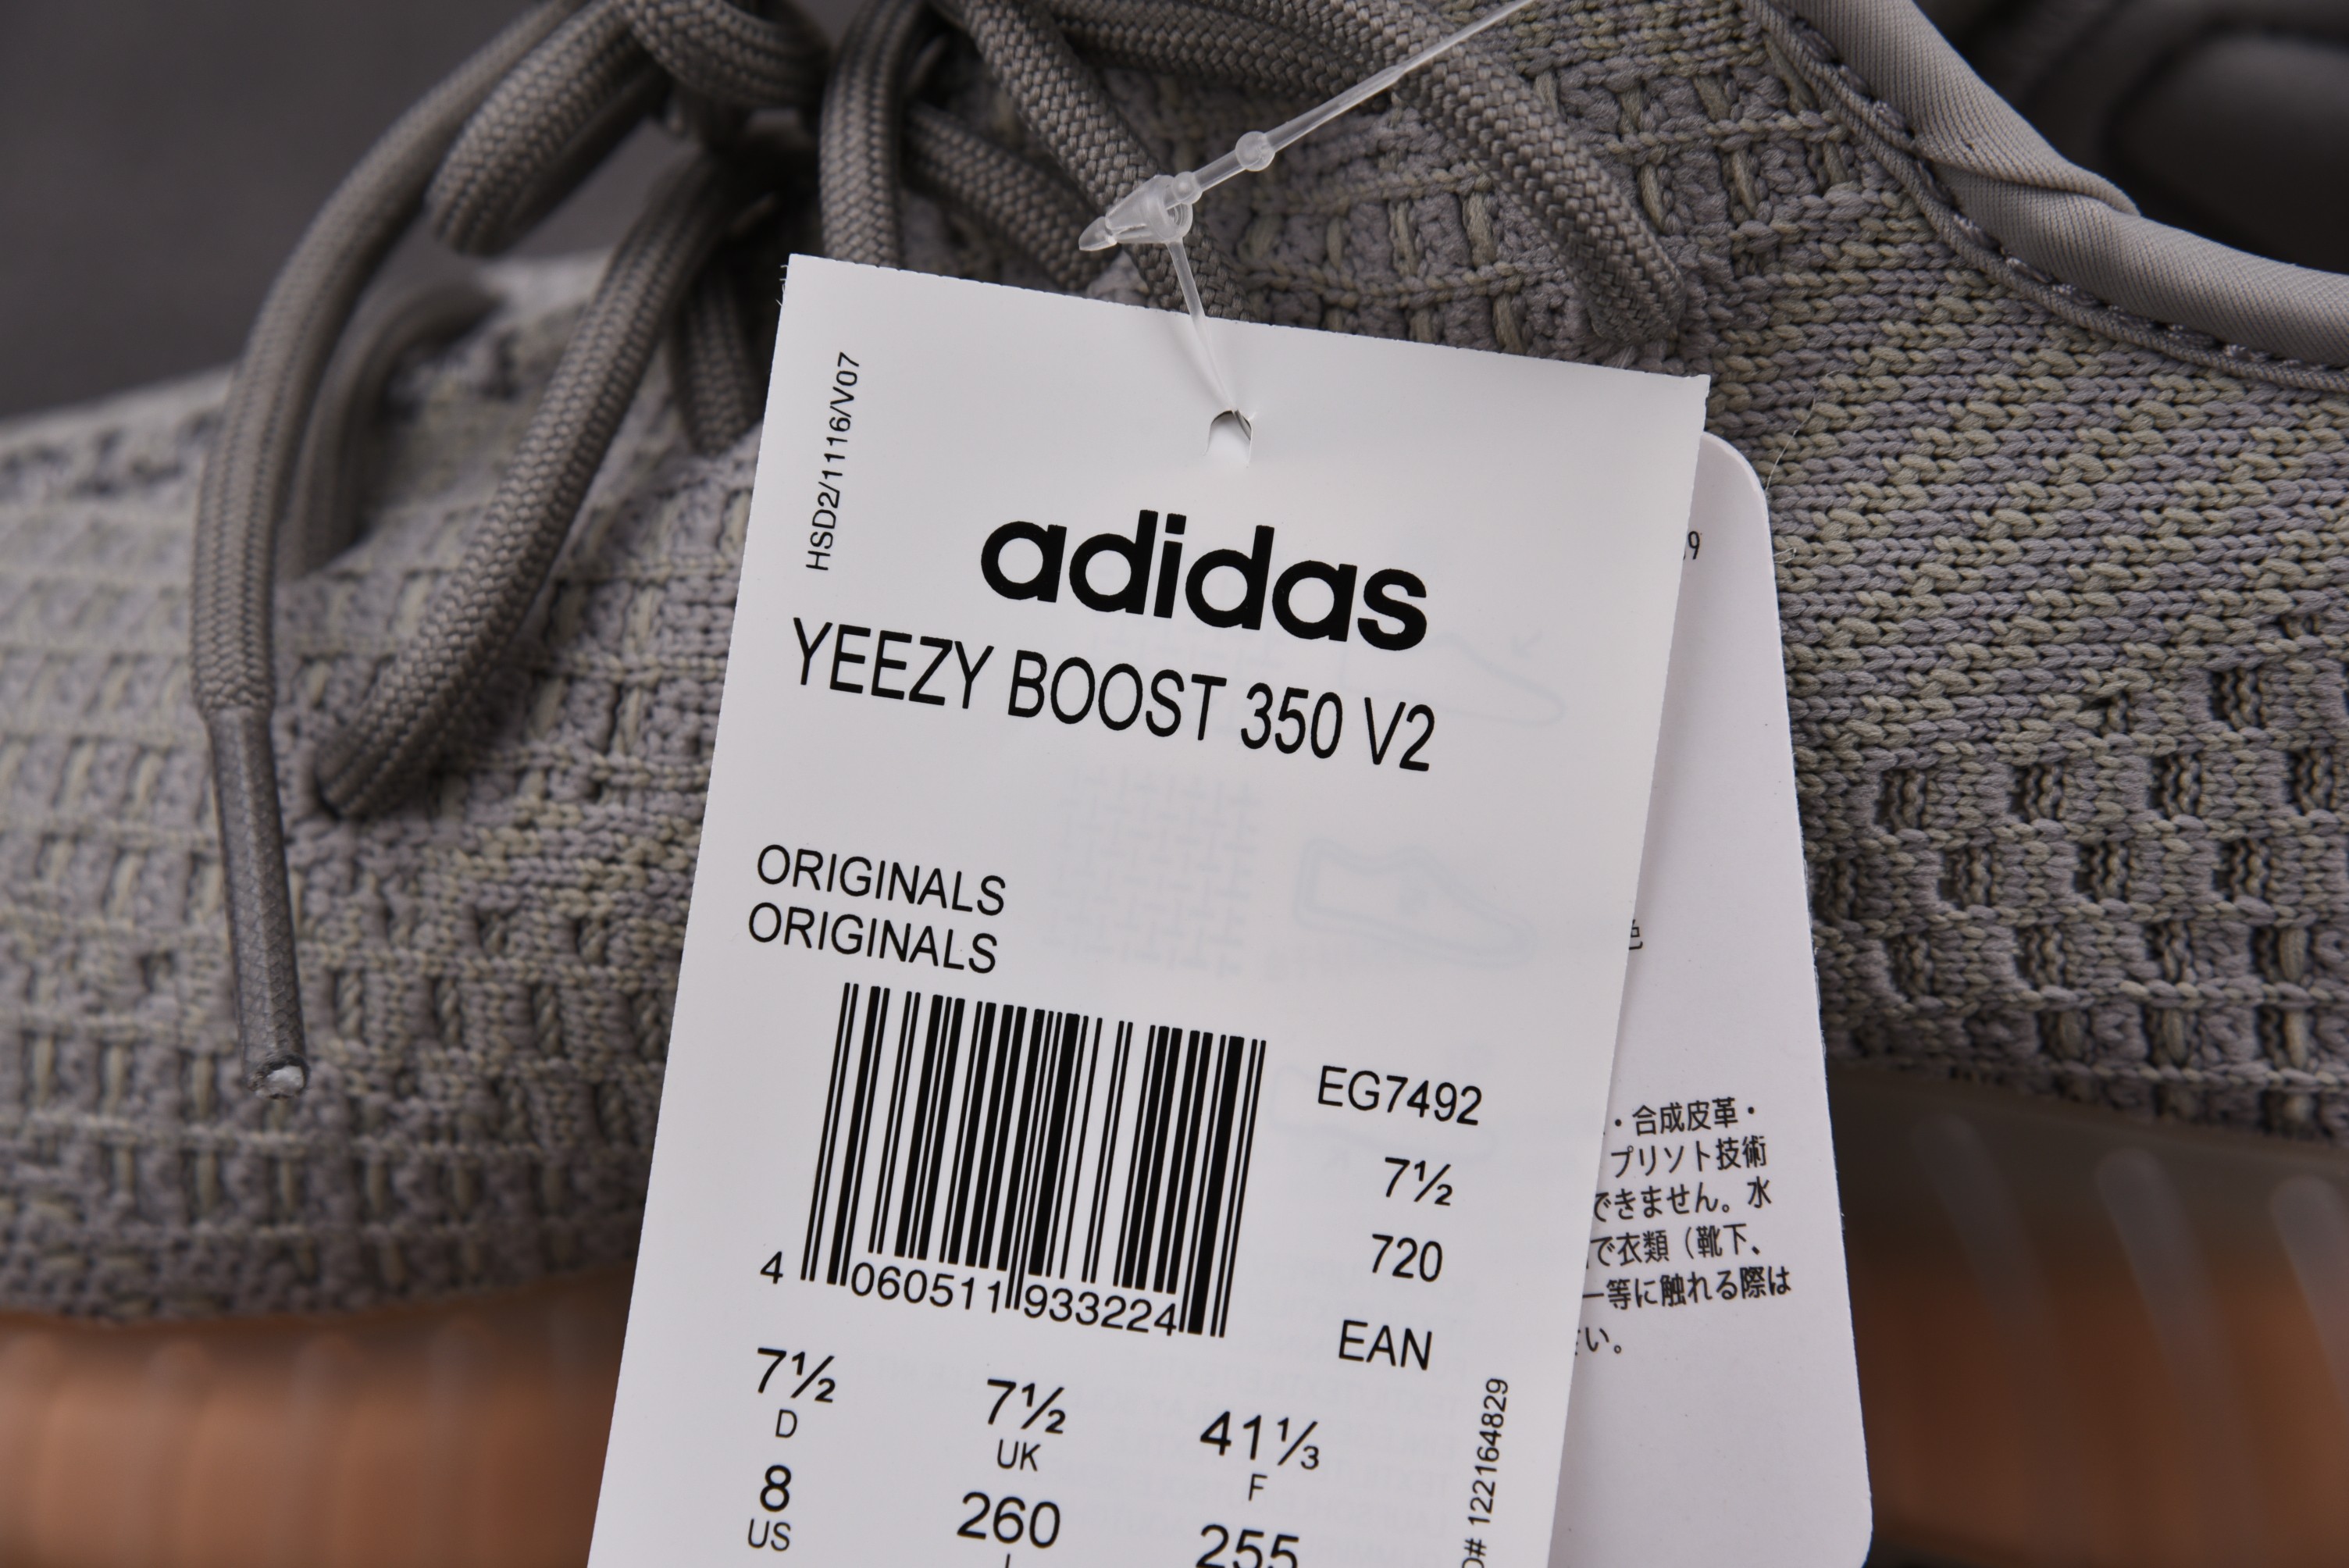 HSD2/1116/V07
adidas
YEEZY BOOST 350 V2
ORIGINALS
ORIGINALS
EG7492
7½
720
EAN
4 060511 933224
7½ 7½ 41⅓
D UK F
8 260 255
US
# 122164829
9
色
・合成皮革・
プリソト技術
できません。水
で衣類（靴下、
ー等に触れる際は
い。